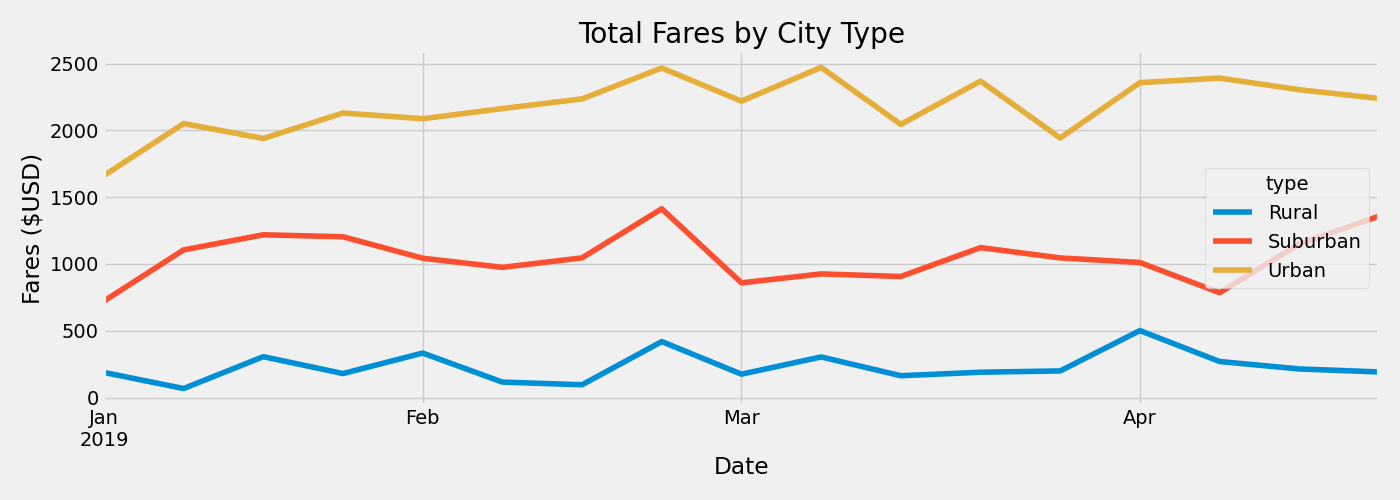 Total Fares by City Type
Fares ($USD)
2500
2000
1500
1000
500
0
type
Rural
Suburban
Urban
Jan
2019
Feb
Mar
Apr
Date